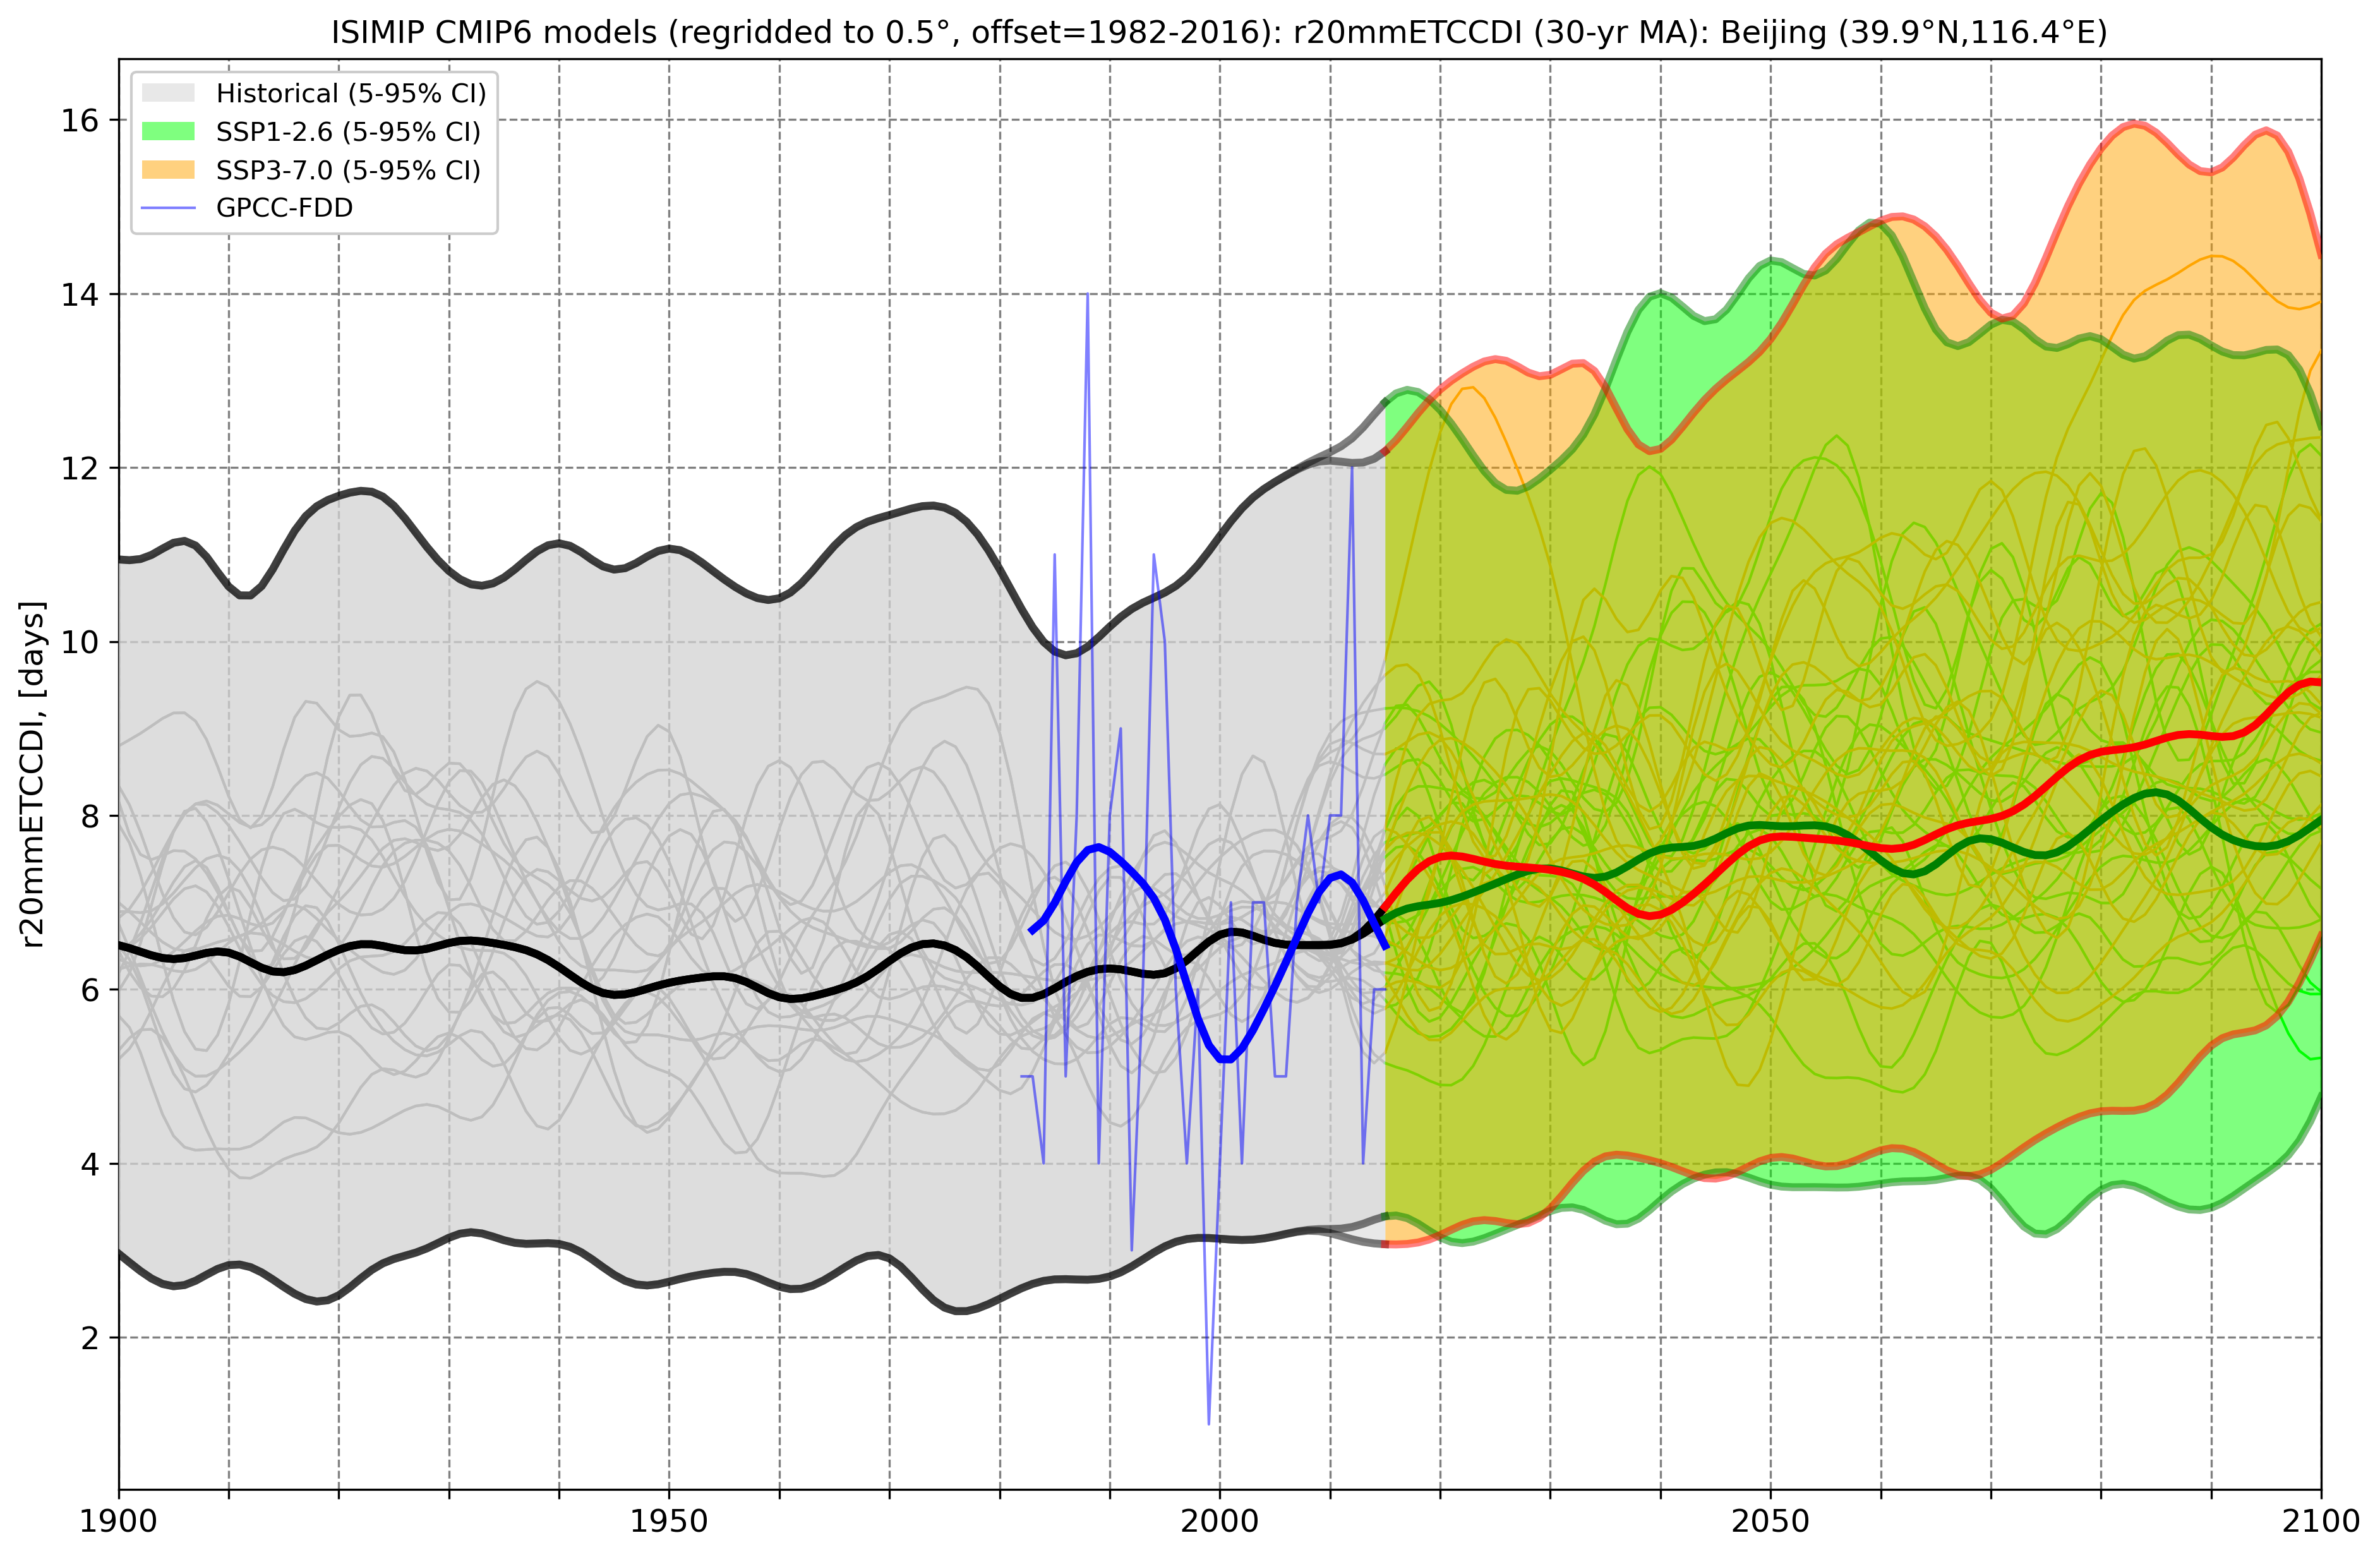 ISIMIP CMIP6 models (regridded to 0.5°, offset=1982-2016): r20mmETCCDI (30-yr MA): Beijing (39.9°N,116.4°E)
Historical (5-95% CI)
SSP1-2.6 (5-95% CI)
SSP3-7.0 (5-95% CI)
GPCC-FDD
r20mmETCCDI, [days]
16
14
12
10
8
6
4
2
1900
1950
2000
2050
2100